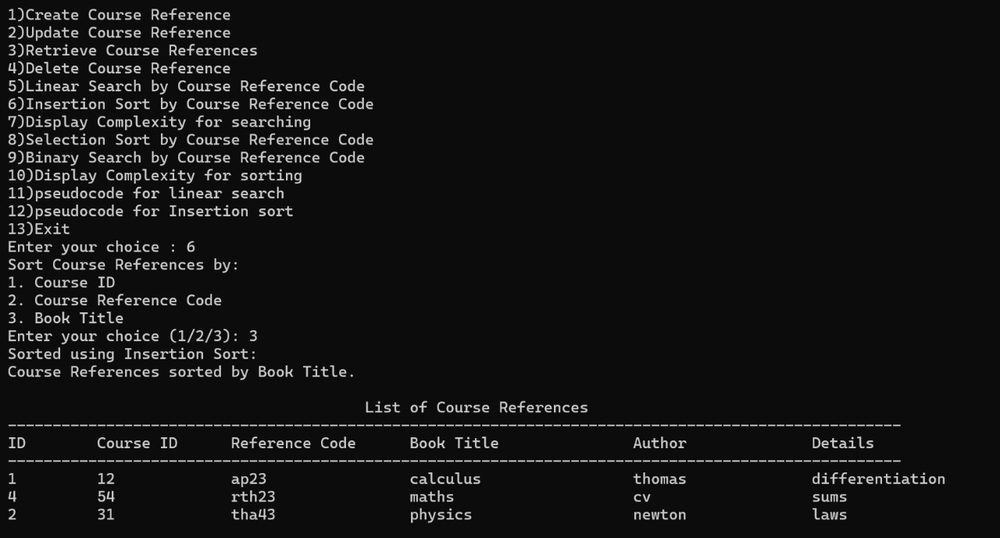 1)Create Course Reference
2)Update Course Reference
3)Retrieve Course References
4)Delete Course Reference
5)Linear Search by Course Reference Code
6)Insertion Sort by Course Reference Code
7)Display Complexity for searching
8)Selection Sort by Course Reference Code
9)Binary Search by Course Reference Code
10)Display Complexity for sorting
11)pseudocode for linear search
12)pseudocode for Insertion sort
13)Exit
Enter your choice : 6
Sort Course References by:
1. Course ID
2. Course Reference Code
3. Book Title
Enter your choice (1/2/3): 3
Sorted using Insertion Sort:
Course References sorted by Book Title.
List of Course References
----------------------------------------------------------------------------------------------------
ID Course ID Reference Code Book Title Author Details
----------------------------------------------------------------------------------------------------
1 12 ap23 calculus thomas differentiation
4 54 rth23 maths cv sums
2 31 tha43 physics newton laws